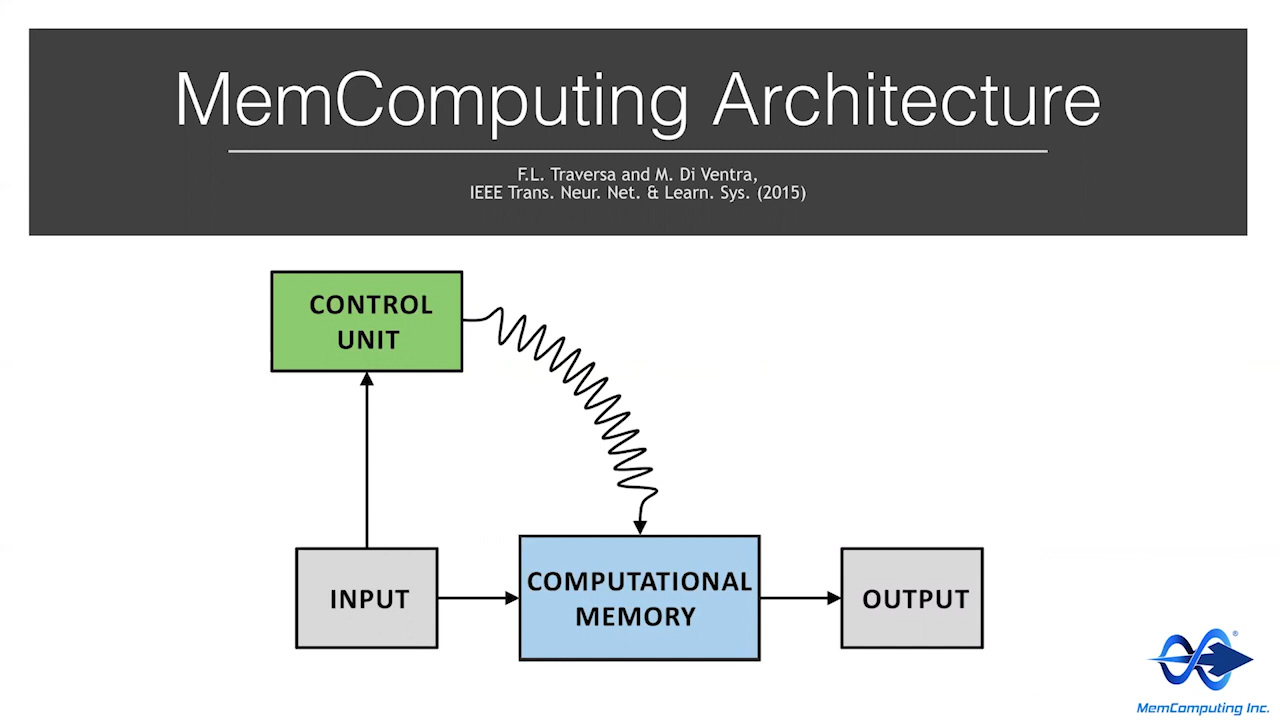 MemComputing Architecture
F.L. Traversa and M. Di Ventra,
IEEE Trans. Neur. Net. & Learn. Sys. (2015)
CONTROL
UNIT
INPUT
COMPUTATIONAL
MEMORY
OUTPUT
®
MemComputing Inc.